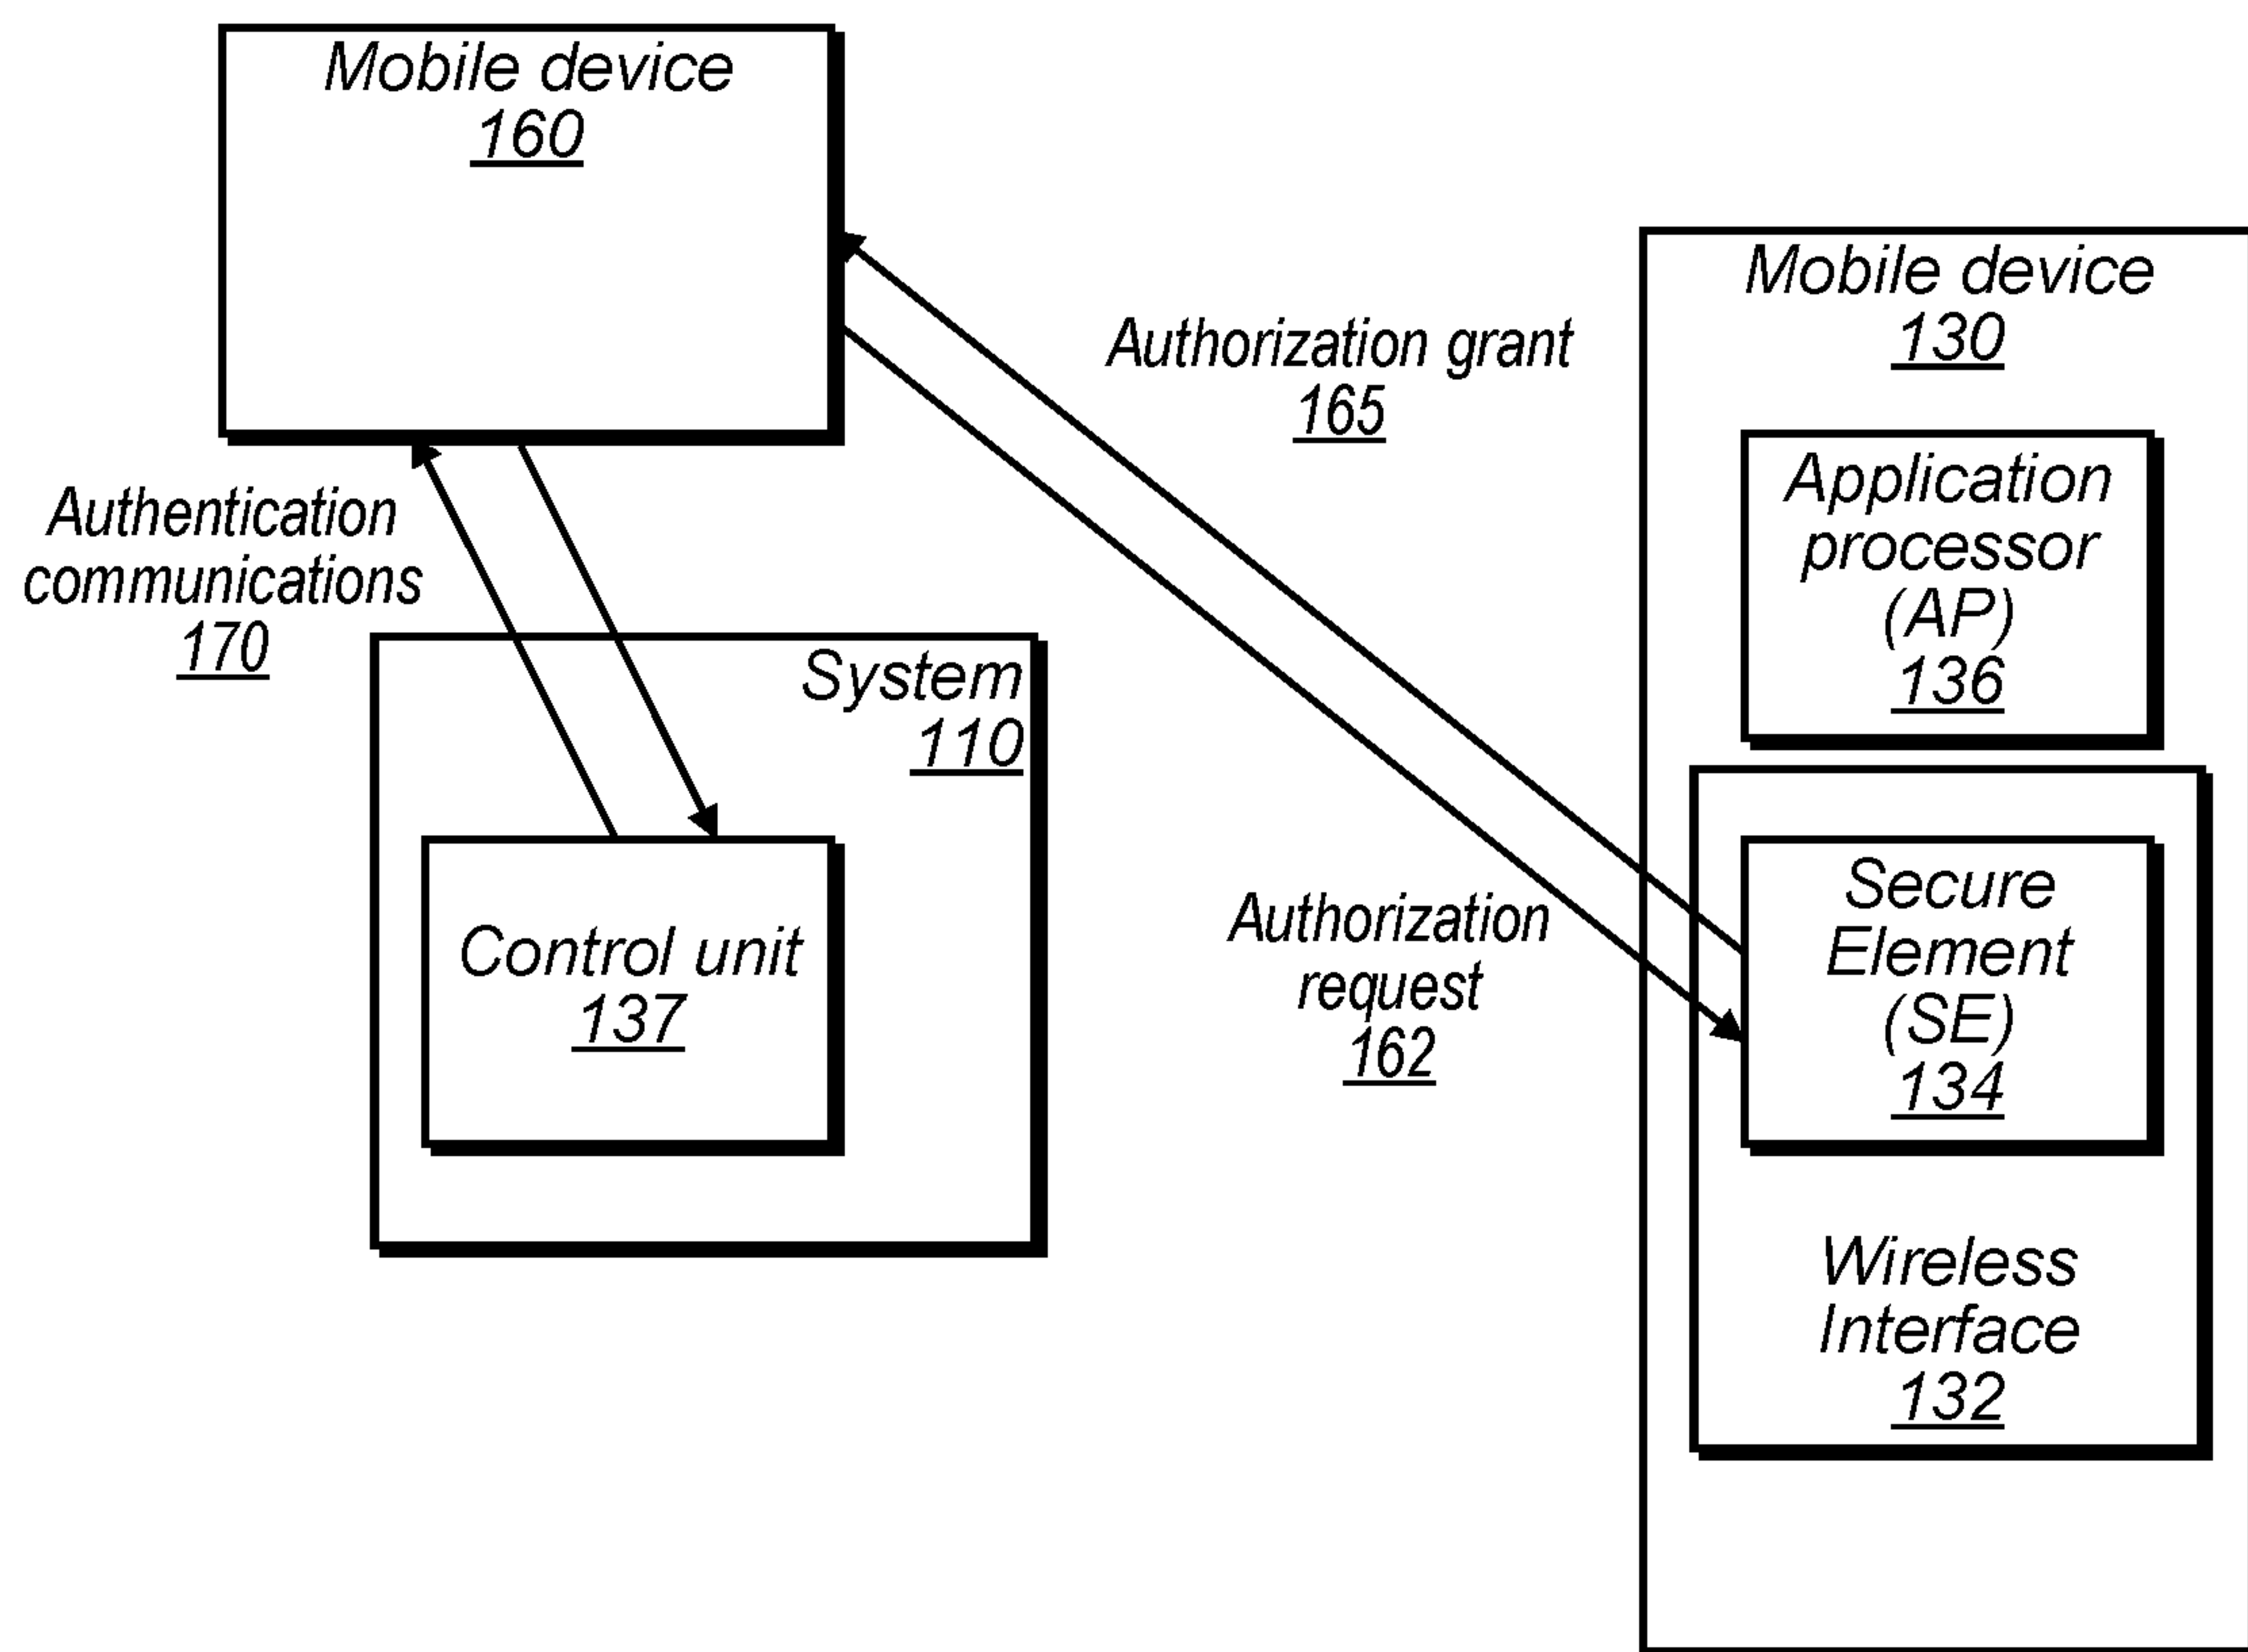 Mobile device
160
Authorization grant
165
Mobile device
130
Application
processor
(AP)
136
Authentication
communications
170
System
110
Control unit
137
Authorization
request
162
Secure
Element
(SE)
134
Wireless
Interface
132